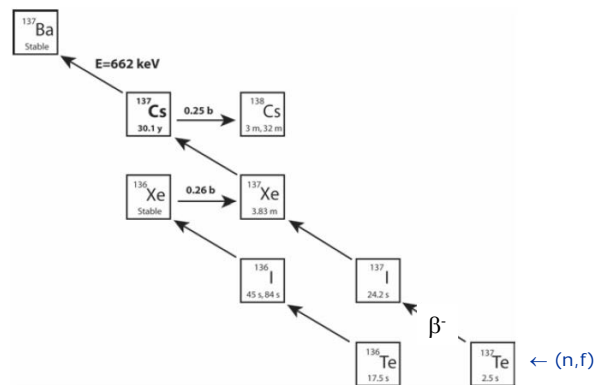 ¹³⁷Ba
Stable
E=662 keV
¹³⁷Cs
30.1 y
0.25 b
¹³⁸Cs
3 m, 32 m
¹³⁶Xe
Stable
0.26 b
¹³⁷Xe
3.83 m
¹³⁶I
45 s, 84 s
¹³⁷I
24.2 s
β⁻
¹³⁶Te
17.5 s
¹³⁷Te
2.5 s
← (n,f)